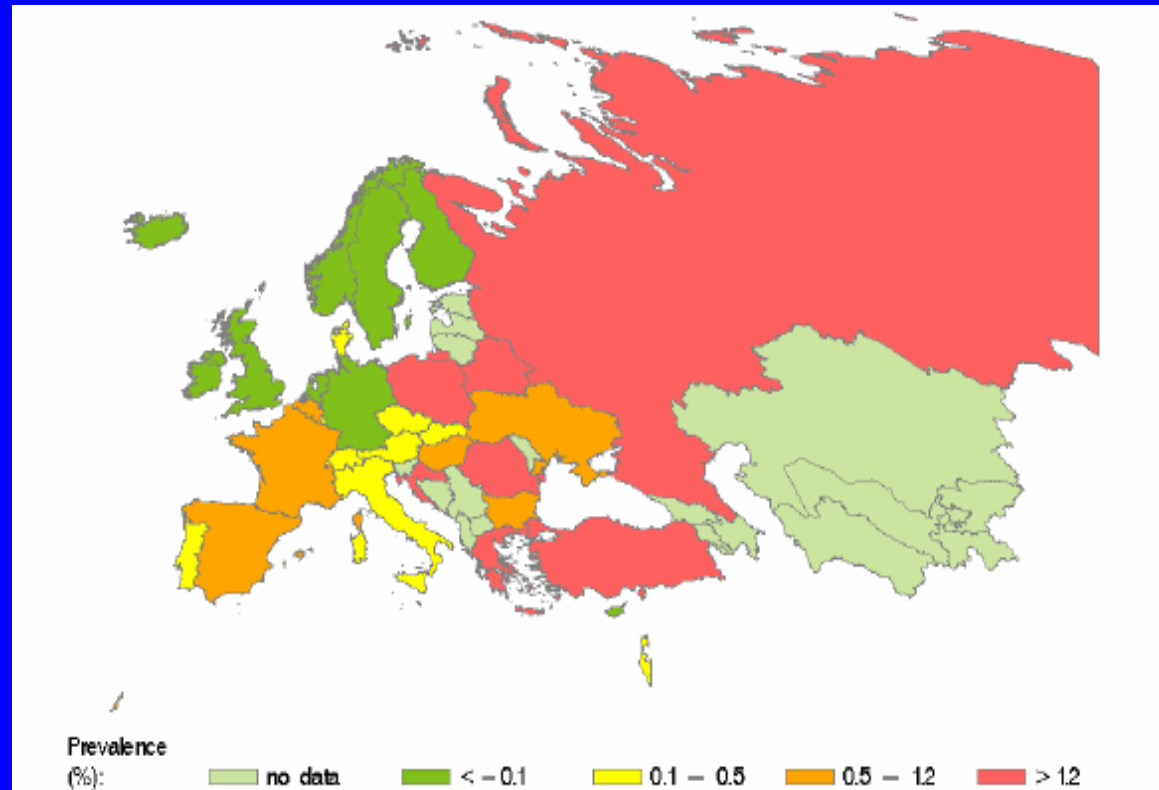 Prevalence
(%): no data < – 0.1 0.1 – 0.5 0.5 – 1.2 > 1.2